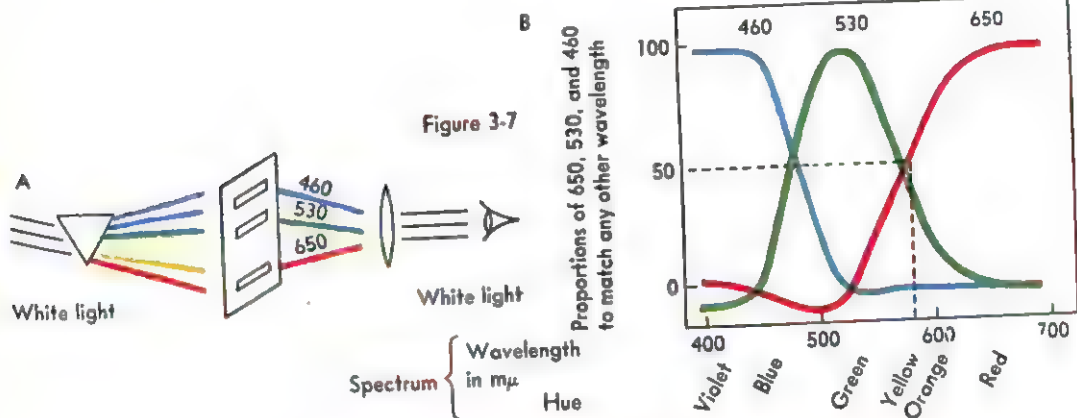 Figure 3-7
A
White light
460
530
650
White light
Spectrum
Wavelength
in mμ
Hue
B
Proportions of 650, 530, and 460
to match any other wavelength
460 530 650
100
50
0
400 500 600 700
Violet Blue Green Yellow Orange Red